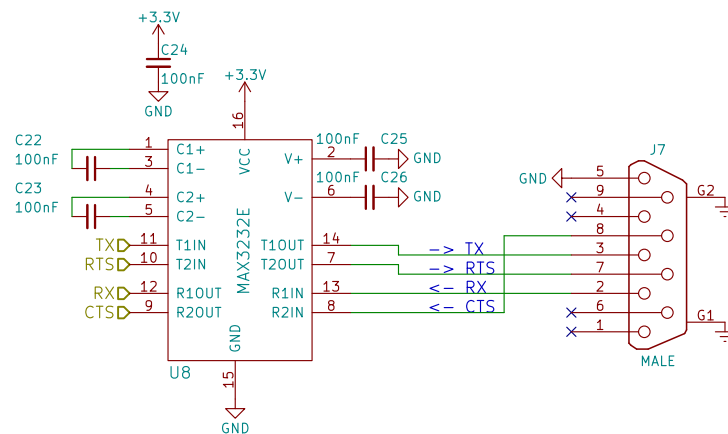 +3.3V
C24
100nF
GND
+3.3V
16
VCC
C22
100nF
1
C1+
3
C1-
C23
100nF
4
C2+
5
C2-
V+
2
100nF
C25
GND
V-
6
100nF
C26
GND
MAX3232E
TX
11
T1IN
RTS
10
T2IN
RX
12
R1OUT
CTS
9
R2OUT
T1OUT
14
-> TX
T2OUT
7
-> RTS
R1IN
13
<- RX
R2IN
8
<- CTS
GND
15
U8
GND
J7
GND
5
9
4
8
3
7
2
6
1
G2
G1
MALE